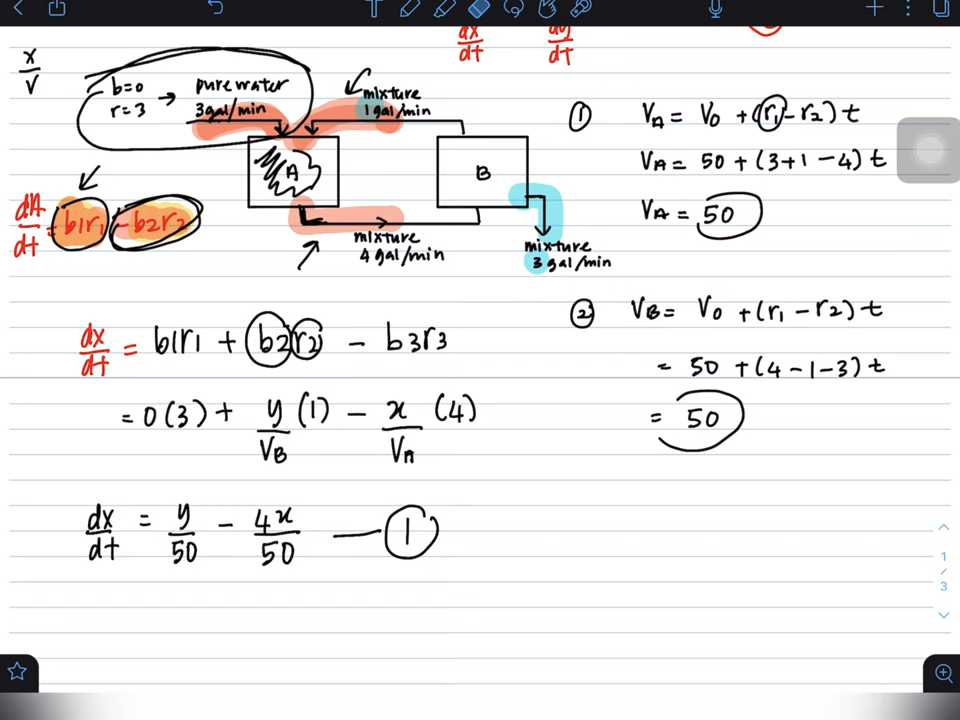 dx/dt dy/dt
x/V
b=0
r=3 → pure water
3gal/min
mixture
1gal/min
A
B
mixture
4 gal/min
mixture
3 gal/min
dA/dt = b1r1 - b2r2
① VA = V0 + (r1 - r2) t
VA = 50 + (3+1-4) t
VA = 50
② VB = V0 + (r1 - r2) t
= 50 + (4 - 1 - 3) t
= 50
dx/dt = b1r1 + b2r2 - b3r3
= 0(3) + y/VB (1) - x/VA (4)
dx/dt = y/50 - 4x/50 — ①
1
/
3